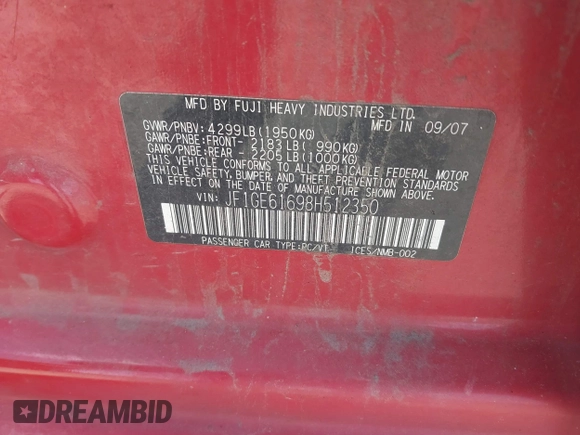 MFD BY FUJI HEAVY INDUSTRIES LTD.
GVWR/PNBV: 4299LB(1950KG) MFD IN 09/07
GAWR/PNBE:FRONT- 2183LB( 990KG)
GAWR/PNBE:REAR - 2205LB(1000KG)
THIS VEHICLE CONFORMS TO ALL APPLICABLE FEDERAL MOTOR
VEHICLE SAFETY, BUMPER, AND THEFT PREVENTION STANDARDS
IN EFFECT ON THE DATE OF MANUFACTURE SHOWN ABOVE.
VIN: JF1GE61698H512350
PASSENGER CAR TYPE:PC/VT ICES/NMB-002
DREAMBID